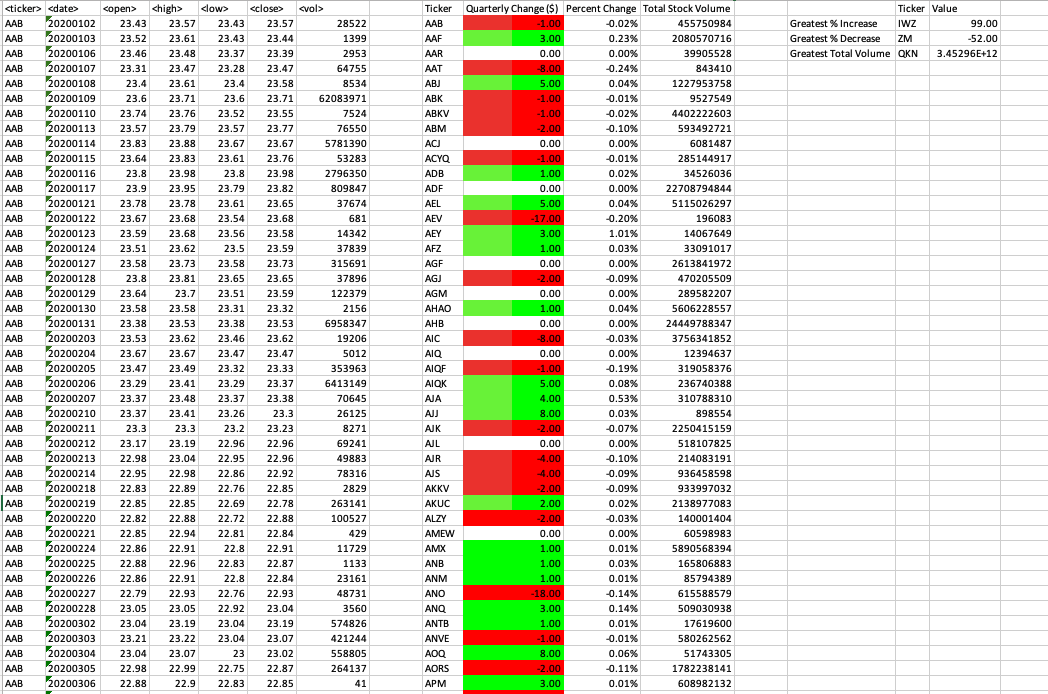 <ticker> <date> <open> <high> <low> <close> <vol> Ticker Quarterly Change ($) Percent Change Total Stock Volume Ticker Value
AAB 20200102 23.43 23.57 23.43 23.57 28522 AAB -1.00 -0.02% 455750984 Greatest % Increase IWZ 99.00
AAB 20200103 23.52 23.61 23.43 23.44 1399 AAF 3.00 0.23% 2080570716 Greatest % Decrease ZM -52.00
AAB 20200106 23.46 23.48 23.37 23.39 2953 AAR 0.00 0.00% 39905528 Greatest Total Volume QKN 3.45296E+12
AAB 20200107 23.31 23.47 23.28 23.47 64755 AAT -8.00 -0.24% 843410
AAB 20200108 23.4 23.61 23.4 23.58 8534 ABJ 5.00 0.04% 1227953758
AAB 20200109 23.6 23.71 23.6 23.71 62083971 ABK -1.00 -0.01% 9527549
AAB 20200110 23.74 23.76 23.52 23.55 7524 ABKV -1.00 -0.02% 4402222603
AAB 20200113 23.57 23.79 23.57 23.77 76550 ABM -2.00 -0.10% 593492721
AAB 20200114 23.83 23.88 23.67 23.67 5781390 ACJ 0.00 0.00% 6081487
AAB 20200115 23.64 23.83 23.61 23.76 53283 ACYQ -1.00 -0.01% 285144917
AAB 20200116 23.8 23.98 23.8 23.98 2796350 ADB 1.00 0.02% 34526036
AAB 20200117 23.9 23.95 23.79 23.82 809847 ADF 0.00 0.00% 22708794844
AAB 20200121 23.78 23.78 23.61 23.65 37674 AEL 5.00 0.04% 5115026297
AAB 20200122 23.67 23.68 23.54 23.68 681 AEV -17.00 -0.20% 196083
AAB 20200123 23.59 23.68 23.56 23.58 14342 AEY 3.00 1.01% 14067649
AAB 20200124 23.51 23.62 23.5 23.59 37839 AFZ 1.00 0.03% 33091017
AAB 20200127 23.58 23.73 23.58 23.73 315691 AGF 0.00 0.00% 2613841972
AAB 20200128 23.8 23.81 23.65 23.65 37896 AGJ -2.00 -0.09% 470205509
AAB 20200129 23.64 23.7 23.51 23.59 122379 AGM 0.00 0.00% 289582207
AAB 20200130 23.58 23.58 23.31 23.32 2156 AHAO 1.00 0.04% 5606228557
AAB 20200131 23.38 23.53 23.38 23.53 6958347 AHB 0.00 0.00% 24449788347
AAB 20200203 23.53 23.62 23.46 23.62 19206 AIC -8.00 -0.03% 3756341852
AAB 20200204 23.67 23.67 23.47 23.47 5012 AIQ 0.00 0.00% 12394637
AAB 20200205 23.47 23.49 23.32 23.33 353963 AIQF -1.00 -0.19% 319058376
AAB 20200206 23.29 23.41 23.29 23.37 6413149 AIQK 5.00 0.08% 236740388
AAB 20200207 23.37 23.48 23.37 23.38 70645 AJA 4.00 0.53% 310788310
AAB 20200210 23.37 23.41 23.26 23.3 26125 AJJ 8.00 0.03% 898554
AAB 20200211 23.3 23.3 23.2 23.23 8271 AJK -2.00 -0.07% 2250415159
AAB 20200212 23.17 23.19 22.96 22.96 69241 AJL 0.00 0.00% 518107825
AAB 20200213 22.98 23.04 22.95 22.96 49883 AJR -4.00 -0.10% 214083191
AAB 20200214 22.95 22.98 22.86 22.92 78316 AJS -4.00 -0.09% 936458598
AAB 20200218 22.83 22.89 22.76 22.85 2829 AKKV -2.00 -0.09% 933997032
AAB 20200219 22.85 22.85 22.69 22.78 263141 AKUC 2.00 0.02% 2138977083
AAB 20200220 22.82 22.88 22.72 22.88 100527 ALZY -2.00 -0.03% 140001404
AAB 20200221 22.85 22.94 22.81 22.84 429 AMEW 0.00 0.00% 60598983
AAB 20200224 22.86 22.91 22.8 22.91 11729 AMX 1.00 0.01% 5890568394
AAB 20200225 22.88 22.96 22.83 22.87 1133 ANB 1.00 0.03% 165806883
AAB 20200226 22.86 22.91 22.8 22.84 23161 ANM 1.00 0.01% 85794389
AAB 20200227 22.79 22.93 22.76 22.93 48731 ANO -18.00 -0.14% 615588579
AAB 20200228 23.05 23.05 22.92 23.04 3560 ANQ 3.00 0.14% 509030938
AAB 20200302 23.04 23.19 23.04 23.19 574826 ANTB 1.00 0.01% 17619600
AAB 20200303 23.21 23.22 23.04 23.07 421244 ANVE -1.00 -0.01% 580262562
AAB 20200304 23.04 23.07 23 23.02 558805 AOQ 8.00 0.06% 51743305
AAB 20200305 22.98 22.99 22.75 22.87 264137 AORS -2.00 -0.11% 1782238141
AAB 20200306 22.88 22.9 22.83 22.85 41 APM 3.00 0.01% 608982132